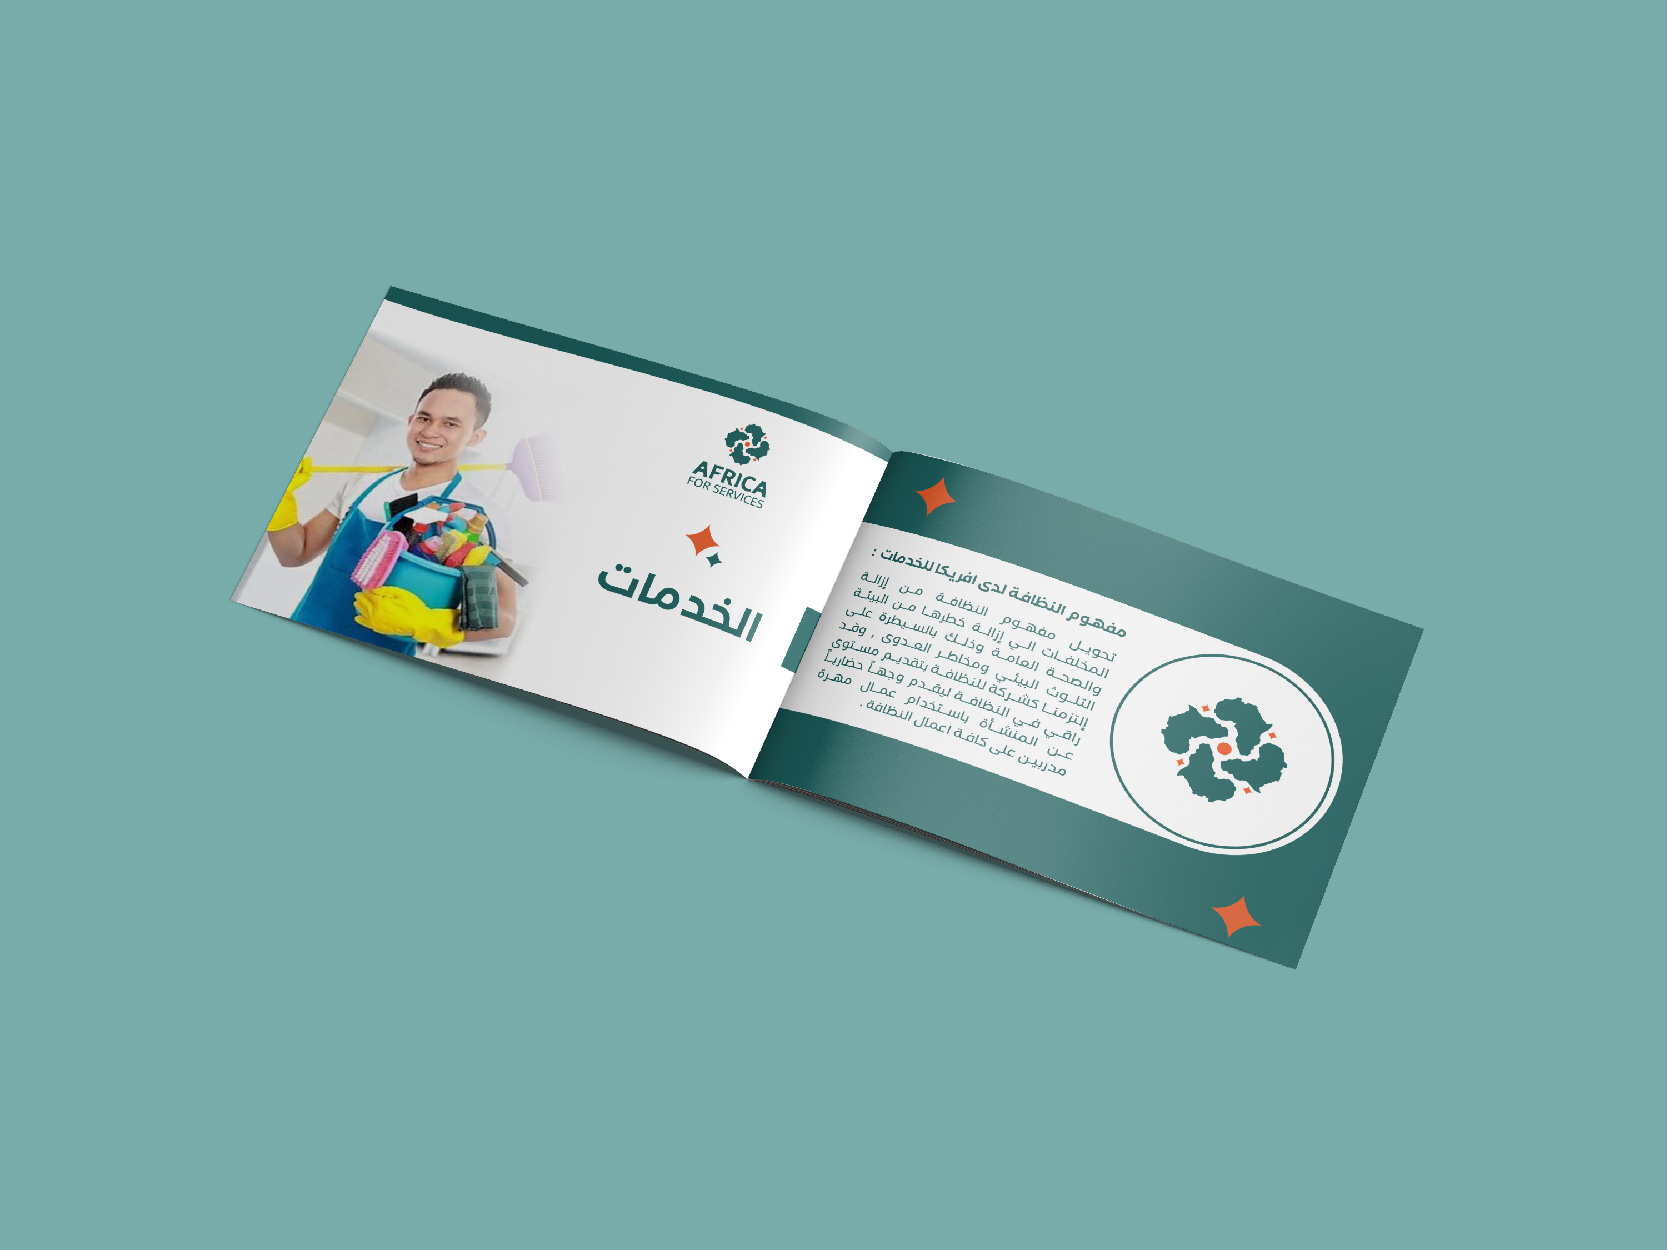 AFRICA
FOR SERVICES
الخدمات
مفهوم النظافة لدى افريكا للخدمات :
تحويل مفهوم النظافة من إزالة
المخلفات الي إزالة خطرها من البيئة
والصحة العامة وذلك بالسيطرة على
التلوث البيئي ومخاطر العدوى , وقد
إلتزمنا كشركة للنظافة بتقديم مستوى
راقي في النظافة ليقدم وجهاً حضارياً
عن المنشأة باستخدام عمال مهرة
مدربين على كافة اعمال النظافة .